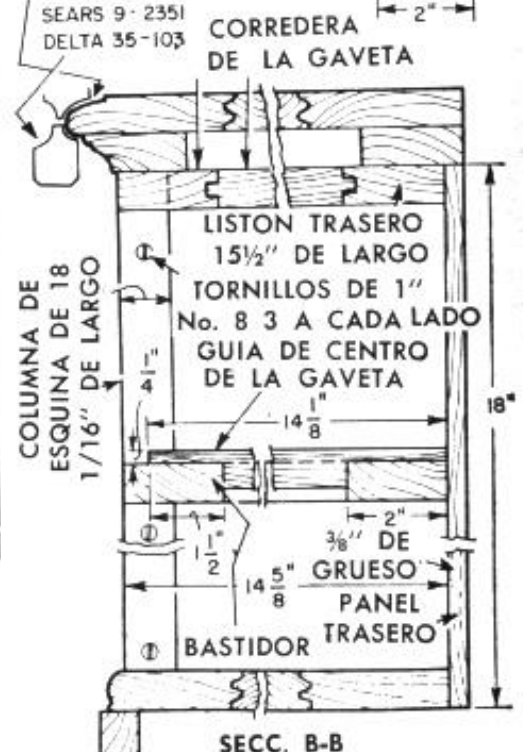 SEARS 9-2351
DELTA 35-103
2"
CORREDERA
DE LA GAVETA
LISTON TRASERO
15½" DE LARGO
TORNILLOS DE 1"
No. 8 3 A CADA LADO
GUIA DE CENTRO
DE LA GAVETA
COLUMNA DE
ESQUINA DE 18
1/16" DE LARGO
1/4"
14 1/8
18"
1 1/2"
2"
14 5/8"
⅜" DE
GRUESO
PANEL
TRASERO
BASTIDOR
SECC. B-B